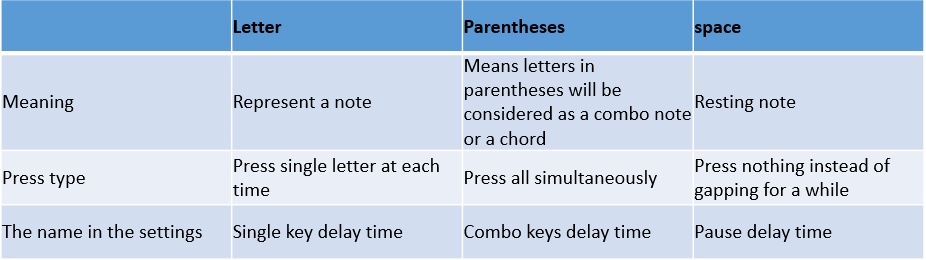 Letter Parentheses space
Meaning Represent a note Means letters in
parentheses will be
considered as a combo note
or a chord Resting note
Press type Press single letter at each
time Press all simultaneously Press nothing instead of
gapping for a while
The name in the settings Single key delay time Combo keys delay time Pause delay time